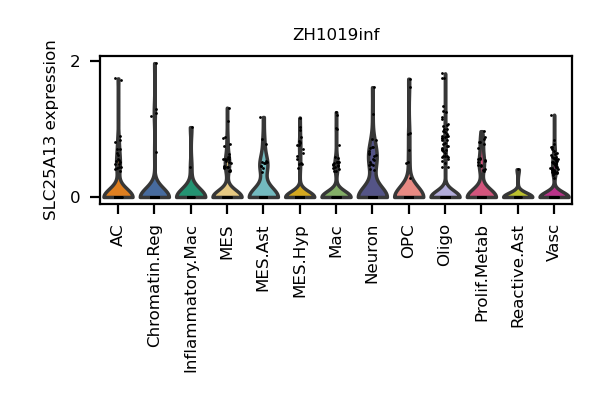 ZH1019inf
SLC25A13 expression
2
0
AC
Chromatin.Reg
Inflammatory.Mac
MES
MES.Ast
MES.Hyp
Mac
Neuron
OPC
Oligo
Prolif.Metab
Reactive.Ast
Vasc